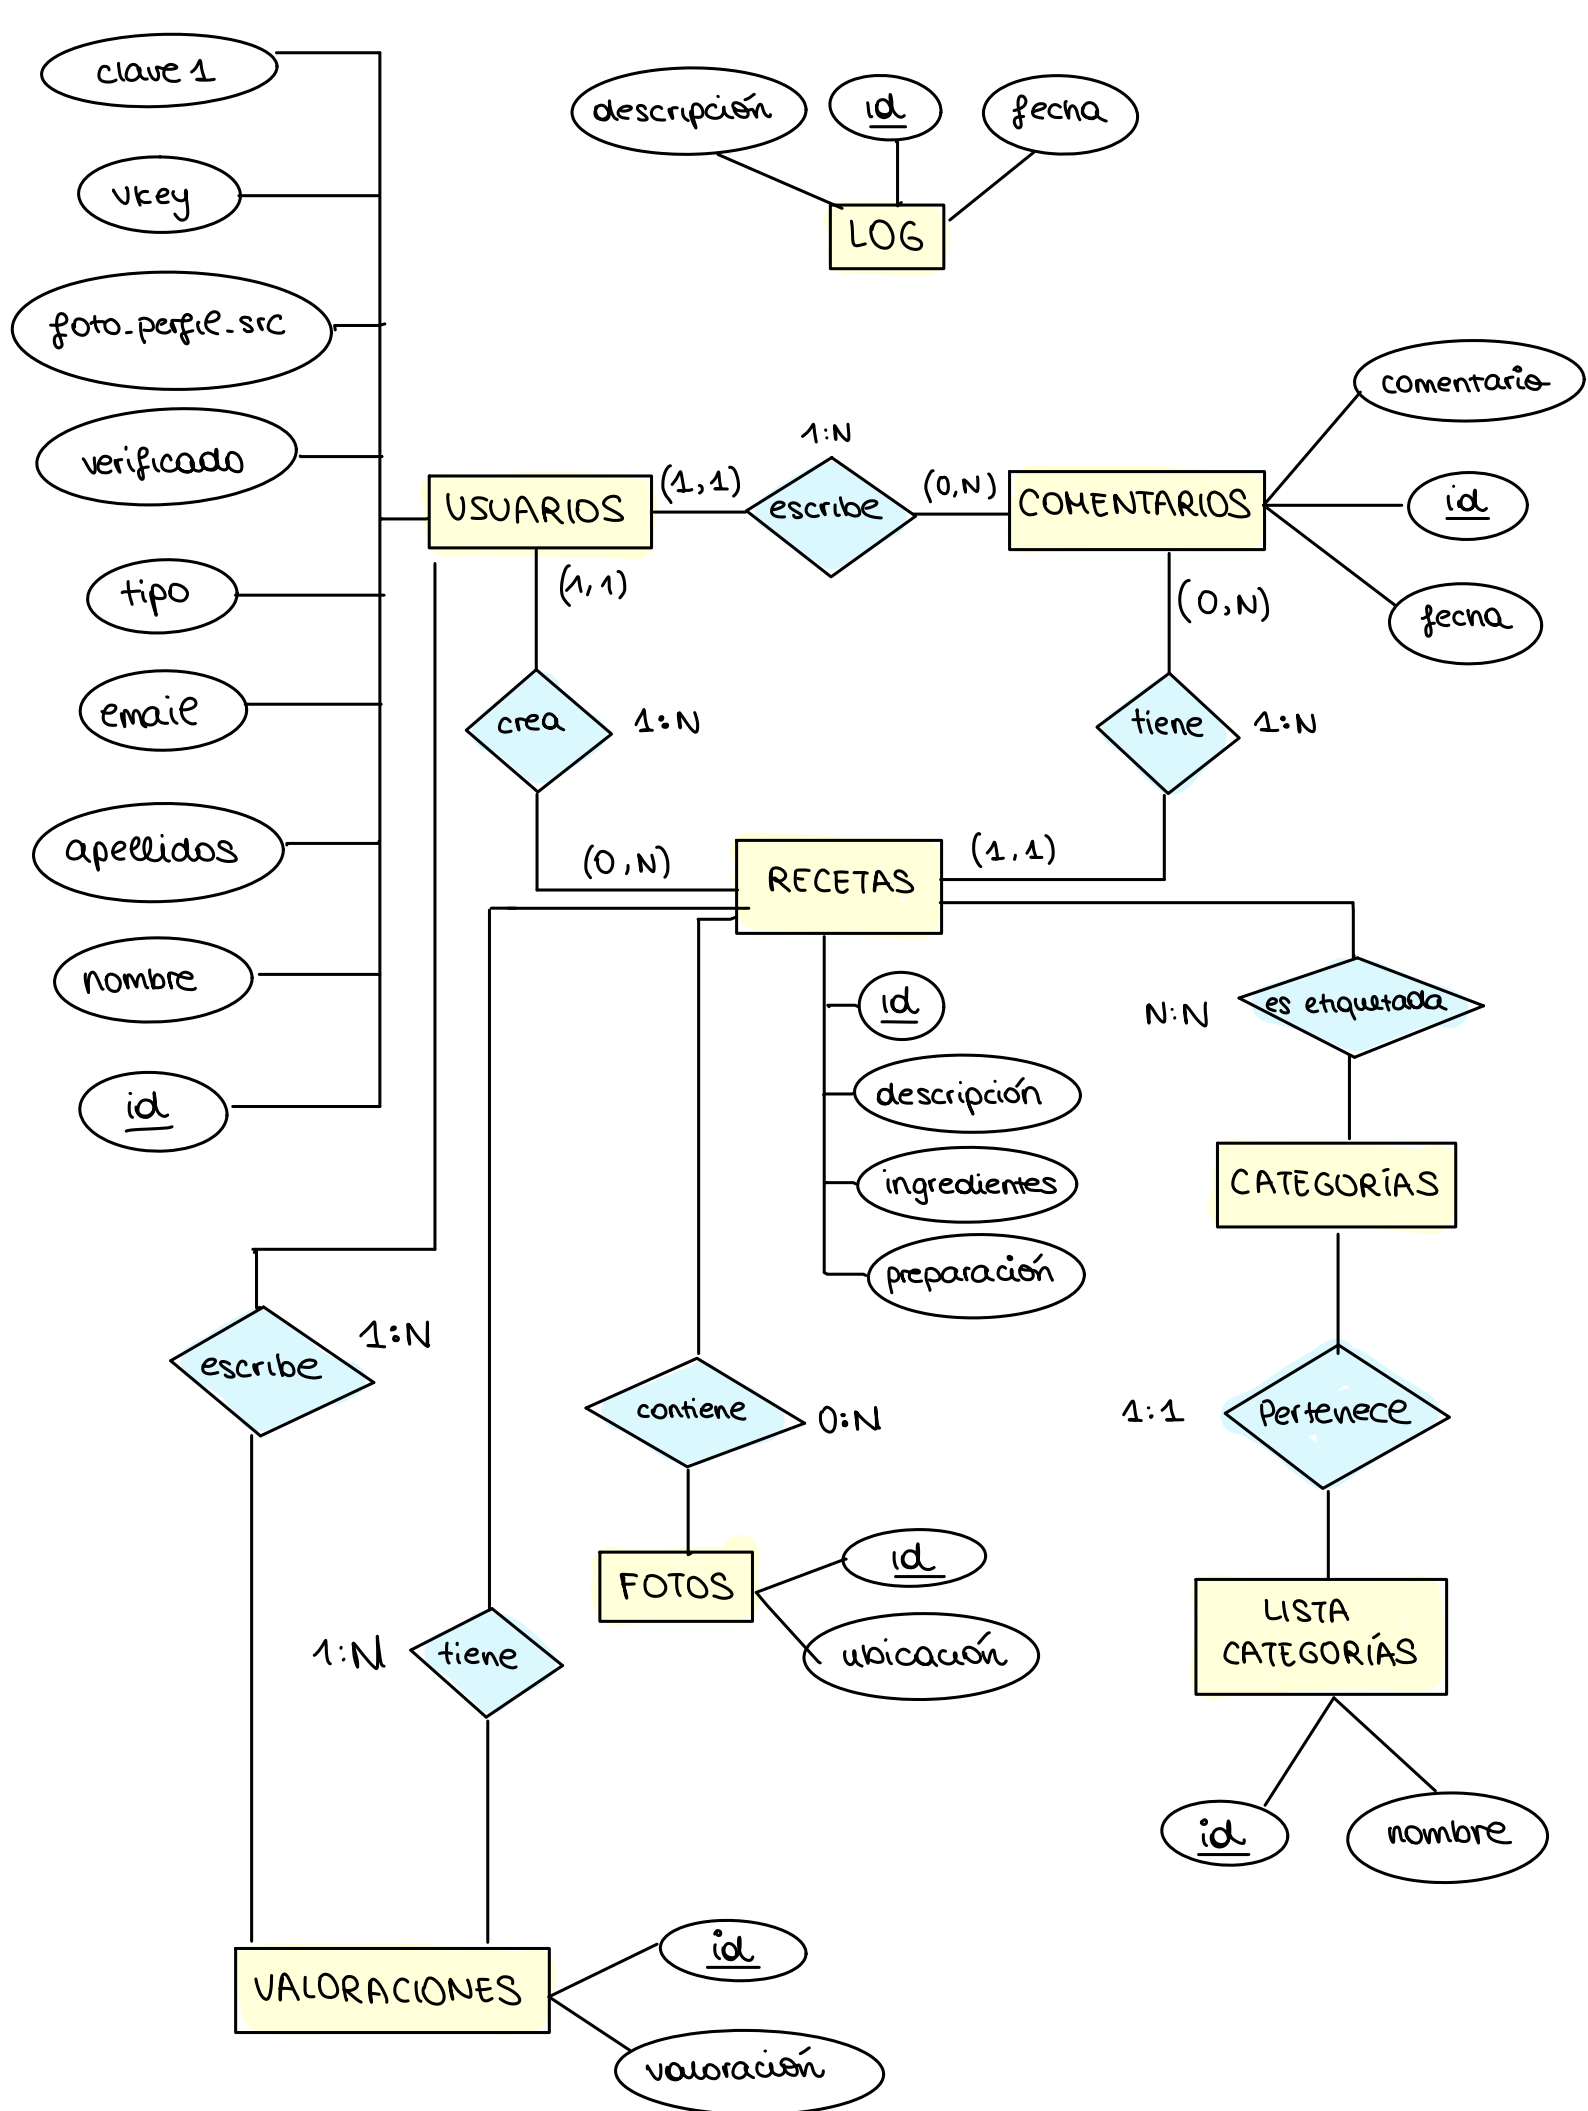 clave 1
vkey
foto_perfil_src
verificado
tipo
email
apellidos
nombre
id
descripción
id
fecha
LOG
USUARIOS
(1,1)
1:N
escribe
(0,N)
COMENTARIOS
comentario
id
fecha
(1,1)
crea
1:N
(0,N)
(0,N)
tiene
1:N
(1,1)
RECETAS
id
descripción
ingredientes
preparación
N:N
es etiquetada
CATEGORÍAS
1:1
Pertenece
LISTA
CATEGORÍAS
id
nombre
escribe
1:N
contiene
0:N
FOTOS
id
ubicación
1:N
tiene
VALORACIONES
id
valoración